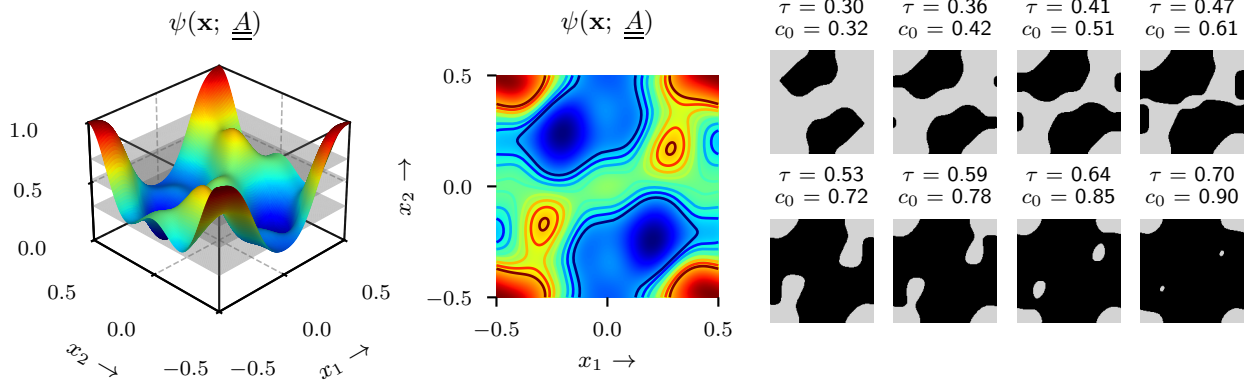 ψ(x; A)
1.0
0.5
0.0
0.5
0.0
−0.5
x₂ →
−0.5
0.0
0.5
x₁ →
ψ(x; A)
x₂ →
0.5
0.0
−0.5
−0.5
0.0
0.5
x₁ →
τ = 0.30
c₀ = 0.32
τ = 0.36
c₀ = 0.42
τ = 0.41
c₀ = 0.51
τ = 0.47
c₀ = 0.61
τ = 0.53
c₀ = 0.72
τ = 0.59
c₀ = 0.78
τ = 0.64
c₀ = 0.85
τ = 0.70
c₀ = 0.90